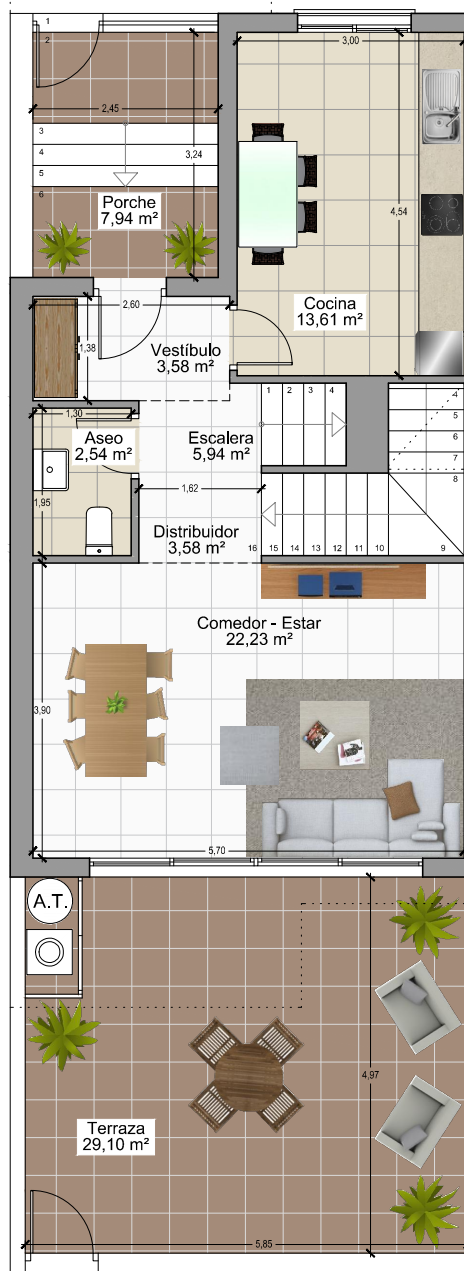 1
2
3,00
2,45
3
4
5
6
3,24
Porche
7,94 m²
4,54
Cocina
13,61 m²
2,60
1,38
Vestíbulo
3,58 m²
1 2 3 4
4
5
6
7
8
1,30
Aseo
2,54 m²
Escalera
5,94 m²
1,62
1,95
Distribuidor
3,58 m²
16 15 14 13 12 11 10 9
Comedor - Estar
22,23 m²
3,90
5,70
A.T.
4,97
Terraza
29,10 m²
5,85